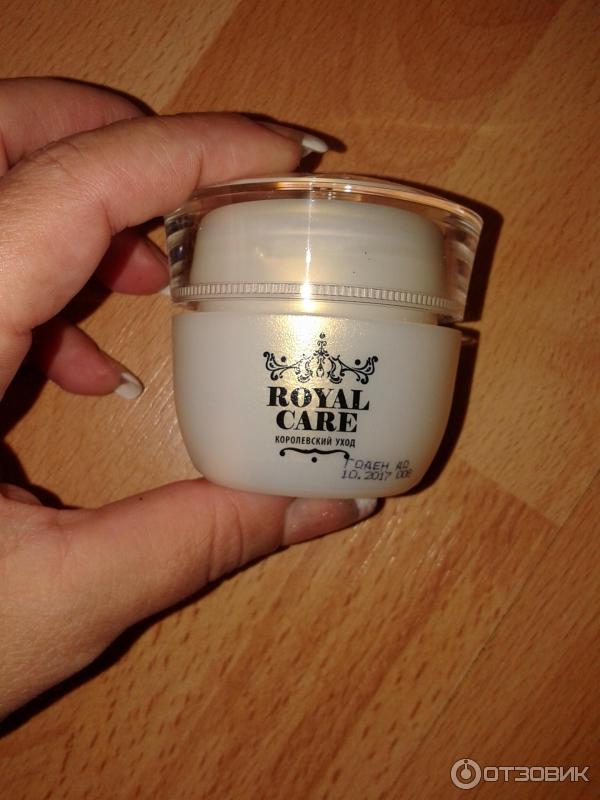 ROYAL
CARE
КОРОЛЕВСКИЙ УХОД
ГОДЕН ДО
10.2017 008
ОТЗОВИК